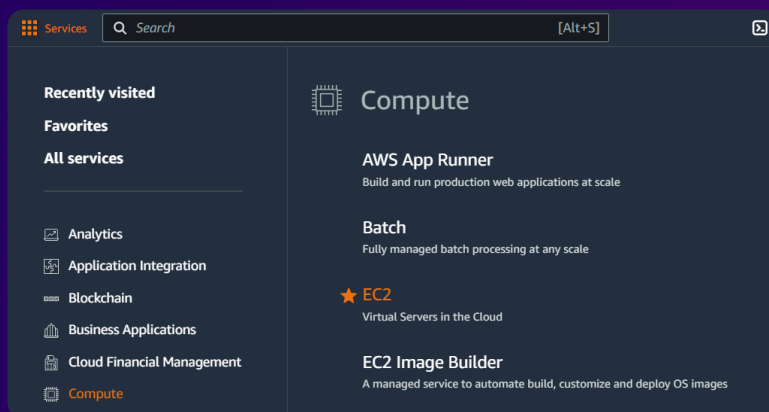 Services
Search
[Alt+S]
Recently visited
Favorites
All services
Analytics
Application Integration
Blockchain
Business Applications
Cloud Financial Management
Compute
Compute
AWS App Runner
Build and run production web applications at scale
Batch
Fully managed batch processing at any scale
EC2
Virtual Servers in the Cloud
EC2 Image Builder
A managed service to automate build, customize and deploy OS images